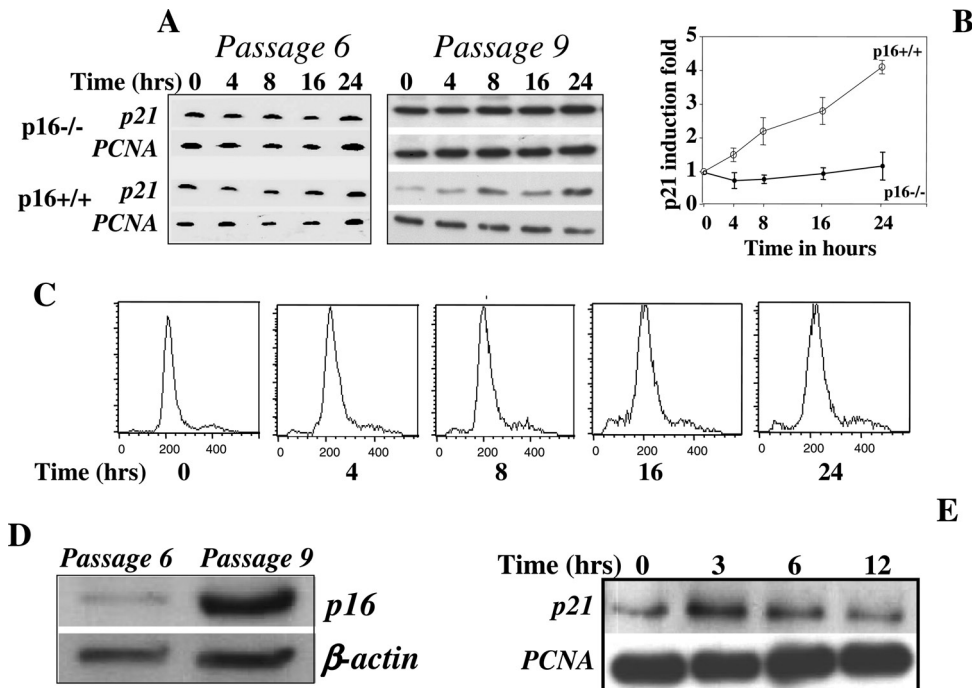 A
Passage 6
Passage 9
Time (hrs) 0 4 8 16 24 0 4 8 16 24
p16-/-
p21
PCNA
p16+/+
p21
PCNA
B
p21 induction fold
5
4
3
2
1
0
p16+/+
p16-/-
0 4 8 16 24
Time in hours
C
0 200 400
0 200 400
0 200 400
0 200 400
0 200 400
Time (hrs) 0 4 8 16 24
D
Passage 6 Passage 9
p16
β-actin
E
Time (hrs) 0 3 6 12
p21
PCNA